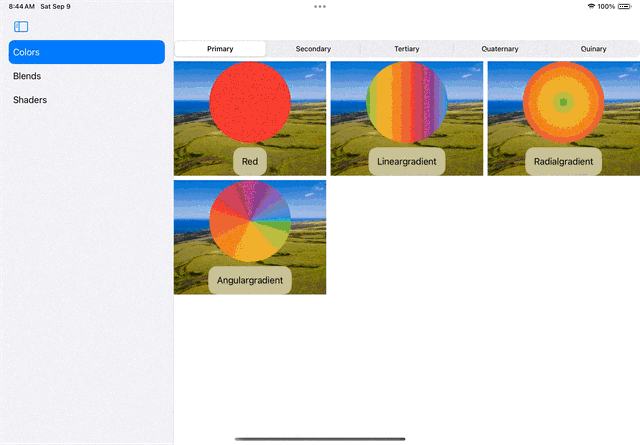 8:44 AM Sat Sep 9
100%
Colors
Blends
Shaders
Primary Secondary Tertiary Quaternary Quinary
Red Lineargradient Radialgradient
Angulargradient